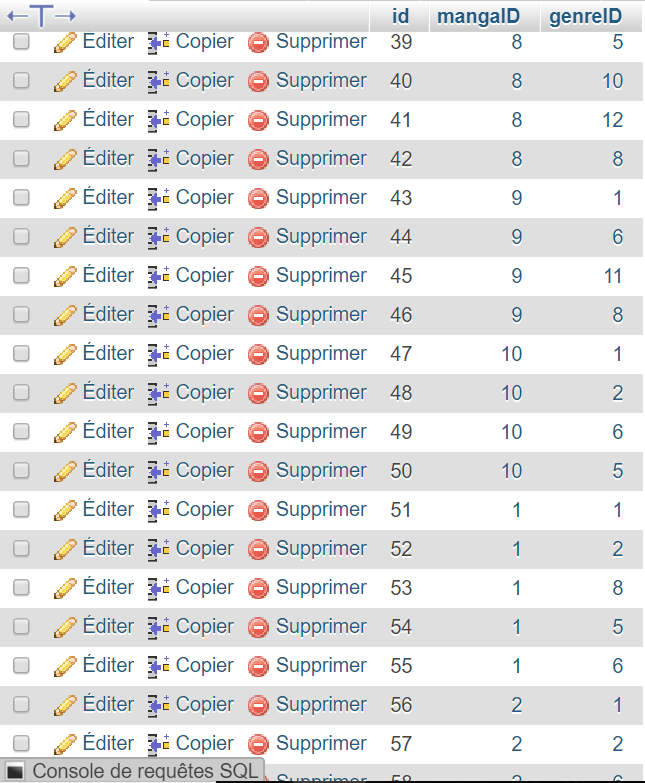 id mangaID genreID
Éditer Copier Supprimer 39 8 5
Éditer Copier Supprimer 40 8 10
Éditer Copier Supprimer 41 8 12
Éditer Copier Supprimer 42 8 8
Éditer Copier Supprimer 43 9 1
Éditer Copier Supprimer 44 9 6
Éditer Copier Supprimer 45 9 11
Éditer Copier Supprimer 46 9 8
Éditer Copier Supprimer 47 10 1
Éditer Copier Supprimer 48 10 2
Éditer Copier Supprimer 49 10 6
Éditer Copier Supprimer 50 10 5
Éditer Copier Supprimer 51 1 1
Éditer Copier Supprimer 52 1 2
Éditer Copier Supprimer 53 1 8
Éditer Copier Supprimer 54 1 5
Éditer Copier Supprimer 55 1 6
Éditer Copier Supprimer 56 2 1
Éditer Copier Supprimer 57 2 2
Console de requêtes SQL